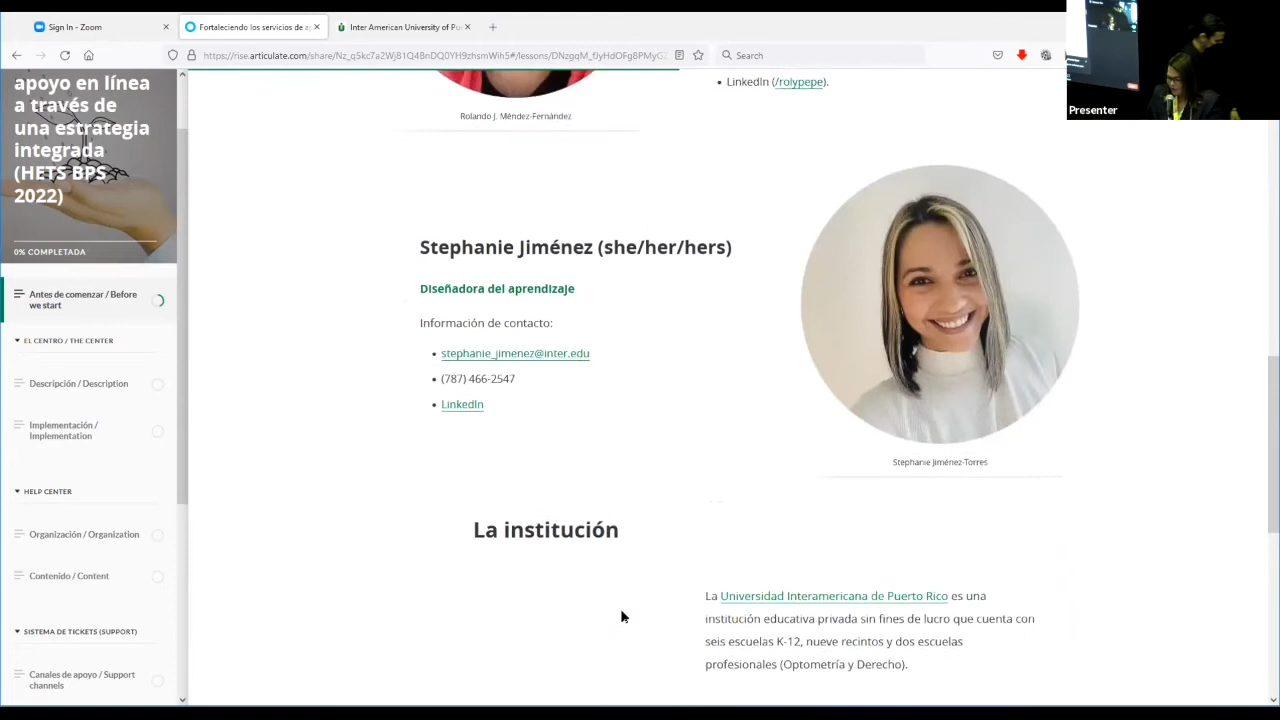 Sign In - Zoom
Fortaleciendo los servicios de a
Inter American University of Pu
https://rise.articulate.com/share/Nz_q5kc7a2Wj81Q4BnDQ0YH9zhsmWih5#/lessons/
Search
Presenter
apoyo en línea
a través de
una estrategia
integrada
(HETS BPS
2022)
0% COMPLETADA
Antes de comenzar / Before
we start
EL CENTRO / THE CENTER
Descripción / Description
Implementación /
Implementation
HELP CENTER
Organización / Organization
Contenido / Content
SISTEMA DE TICKETS (SUPPORT)
Canales de apoyo / Support
channels
Rolando J. Méndez-Fernández
• LinkedIn (/rolypepe).
Stephanie Jiménez (she/her/hers)
Diseñadora del aprendizaje
Información de contacto:
• stephanie_jimenez@inter.edu
• (787) 466-2547
• LinkedIn
Stephanie Jiménez-Torres
La institución
La Universidad Interamericana de Puerto Rico es una
institución educativa privada sin fines de lucro que cuenta con
seis escuelas K-12, nueve recintos y dos escuelas
profesionales (Optometría y Derecho).